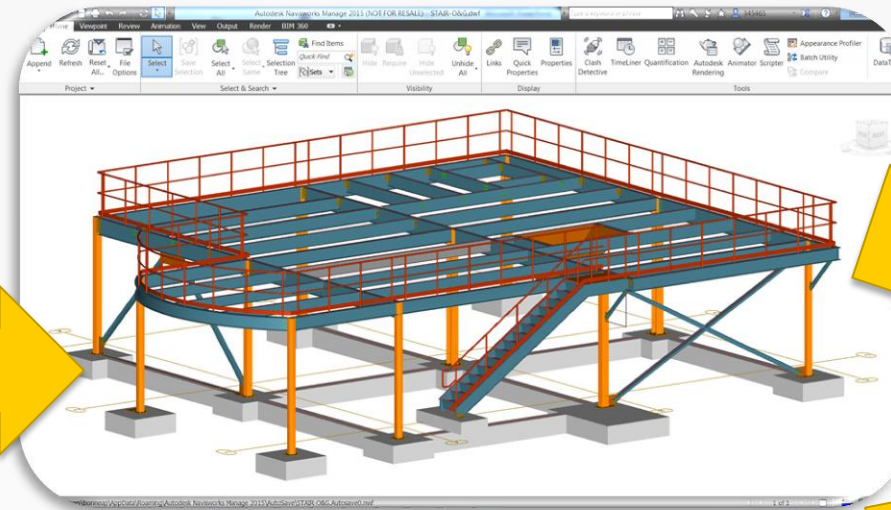 Autodesk Navisworks Manage 2015 (NOT FOR RESALE) STAIR-O&G.dwf
Viewpoint Review Animation View Output Render BIM 360
Append Refresh Reset All... File Options Select Save Selection Select All Select Same Selection Tree Find Items Quick Find Sets Hide Require Hide Unselected Unhide All Links Quick Properties Properties Clash Detective TimeLiner Quantification Autodesk Rendering Animator Scripter Appearance Profiler Batch Utility Compare
Project Select & Search Visibility Display Tools
\AppData\Roaming\Autodesk Navisworks Manage 2015\AutoSave\STAIR-O&G.Autosave0.nwf 1 of 1